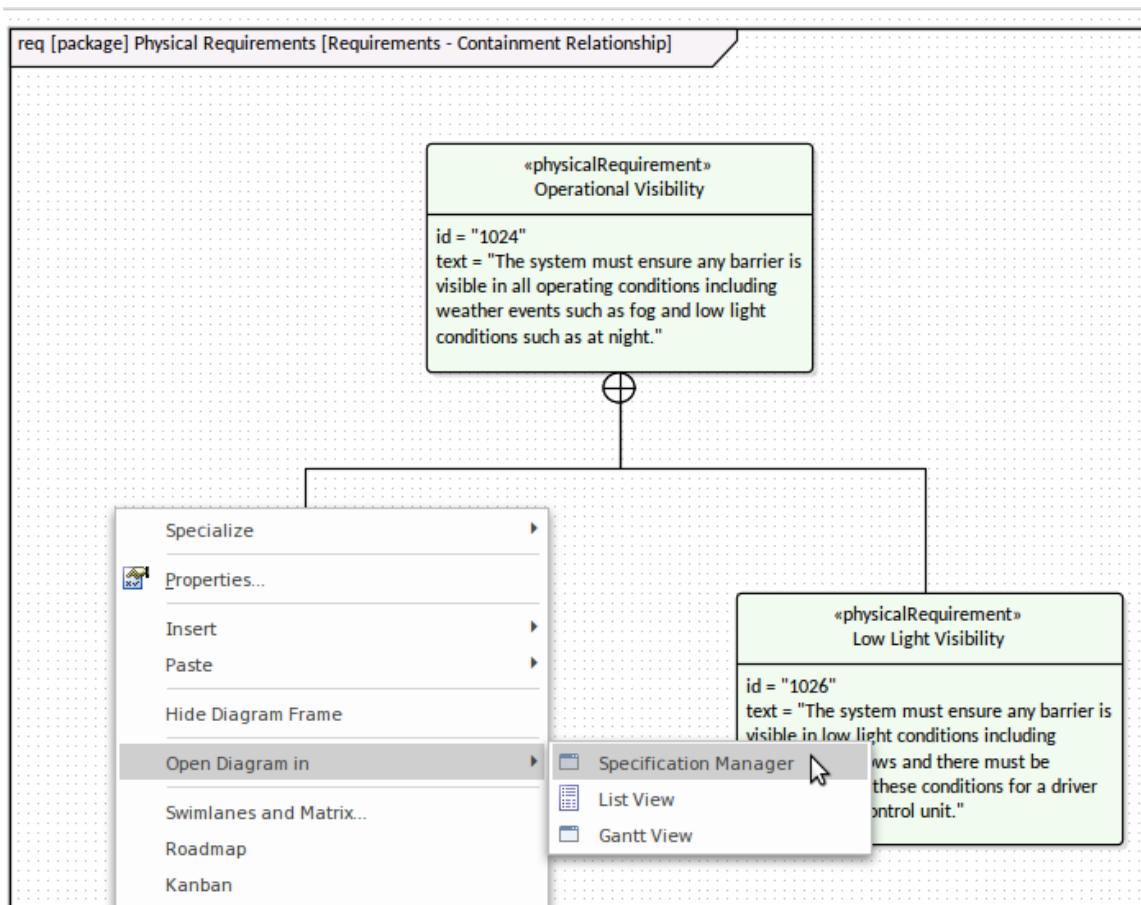 req [package] Physical Requirements [Requirements - Containment Relationship]
«physicalRequirement»
Operational Visibility
id = "1024"
text = "The system must ensure any barrier is
visible in all operating conditions including
weather events such as fog and low light
conditions such as at night."
Specialize
Properties...
Insert
Paste
Hide Diagram Frame
Open Diagram in
Swimlanes and Matrix...
Roadmap
Kanban
Specification Manager
List View
Gantt View
«physicalRequirement»
Low Light Visibility
id = "1026"
text = "The system must ensure any barrier is
visible in low light conditions including
and there must be
these conditions for a driver
unit."